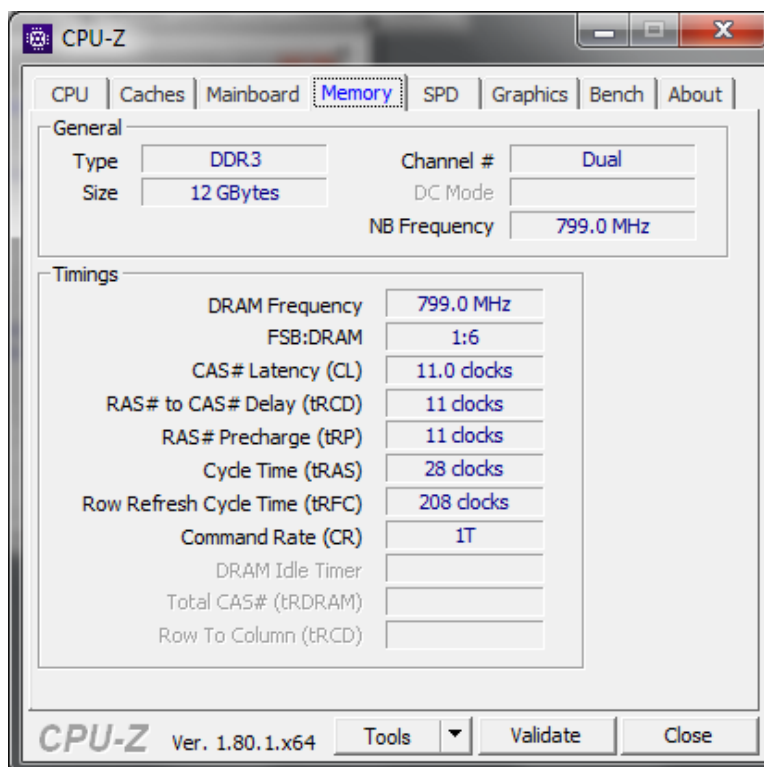 CPU-Z
CPU Caches Mainboard Memory SPD Graphics Bench About
General
Type DDR3 Channel # Dual
Size 12 GBytes DC Mode
NB Frequency 799.0 MHz
Timings
DRAM Frequency 799.0 MHz
FSB:DRAM 1:6
CAS# Latency (CL) 11.0 clocks
RAS# to CAS# Delay (tRCD) 11 clocks
RAS# Precharge (tRP) 11 clocks
Cycle Time (tRAS) 28 clocks
Row Refresh Cycle Time (tRFC) 208 clocks
Command Rate (CR) 1T
DRAM Idle Timer
Total CAS# (tRDRAM)
Row To Column (tRCD)
CPU-Z Ver. 1.80.1.x64 Tools Validate Close